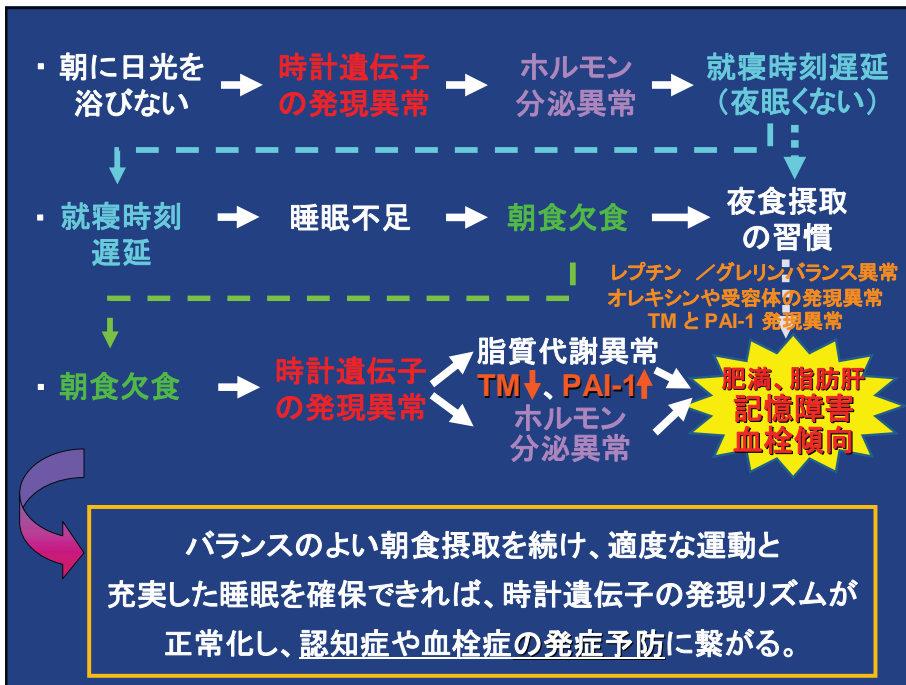 ・朝に日光を
浴びない
時計遺伝子
の発現異常
ホルモン
分泌異常
就寝時刻遅延
(夜眠くない)
・就寝時刻
遅延
睡眠不足
朝食欠食
夜食摂取
の習慣
レプチン /グレリンバランス異常
オレキシンや受容体の発現異常
TM と PAI-1 発現異常
・朝食欠食
時計遺伝子
の発現異常
脂質代謝異常
TM↓、PAI-1↑
ホルモン
分泌異常
肥満、脂肪肝
記憶障害
血栓傾向
バランスのよい朝食摂取を続け、適度な運動と
充実した睡眠を確保できれば、時計遺伝子の発現リズムが
正常化し、認知症や血栓症の発症予防に繋がる。